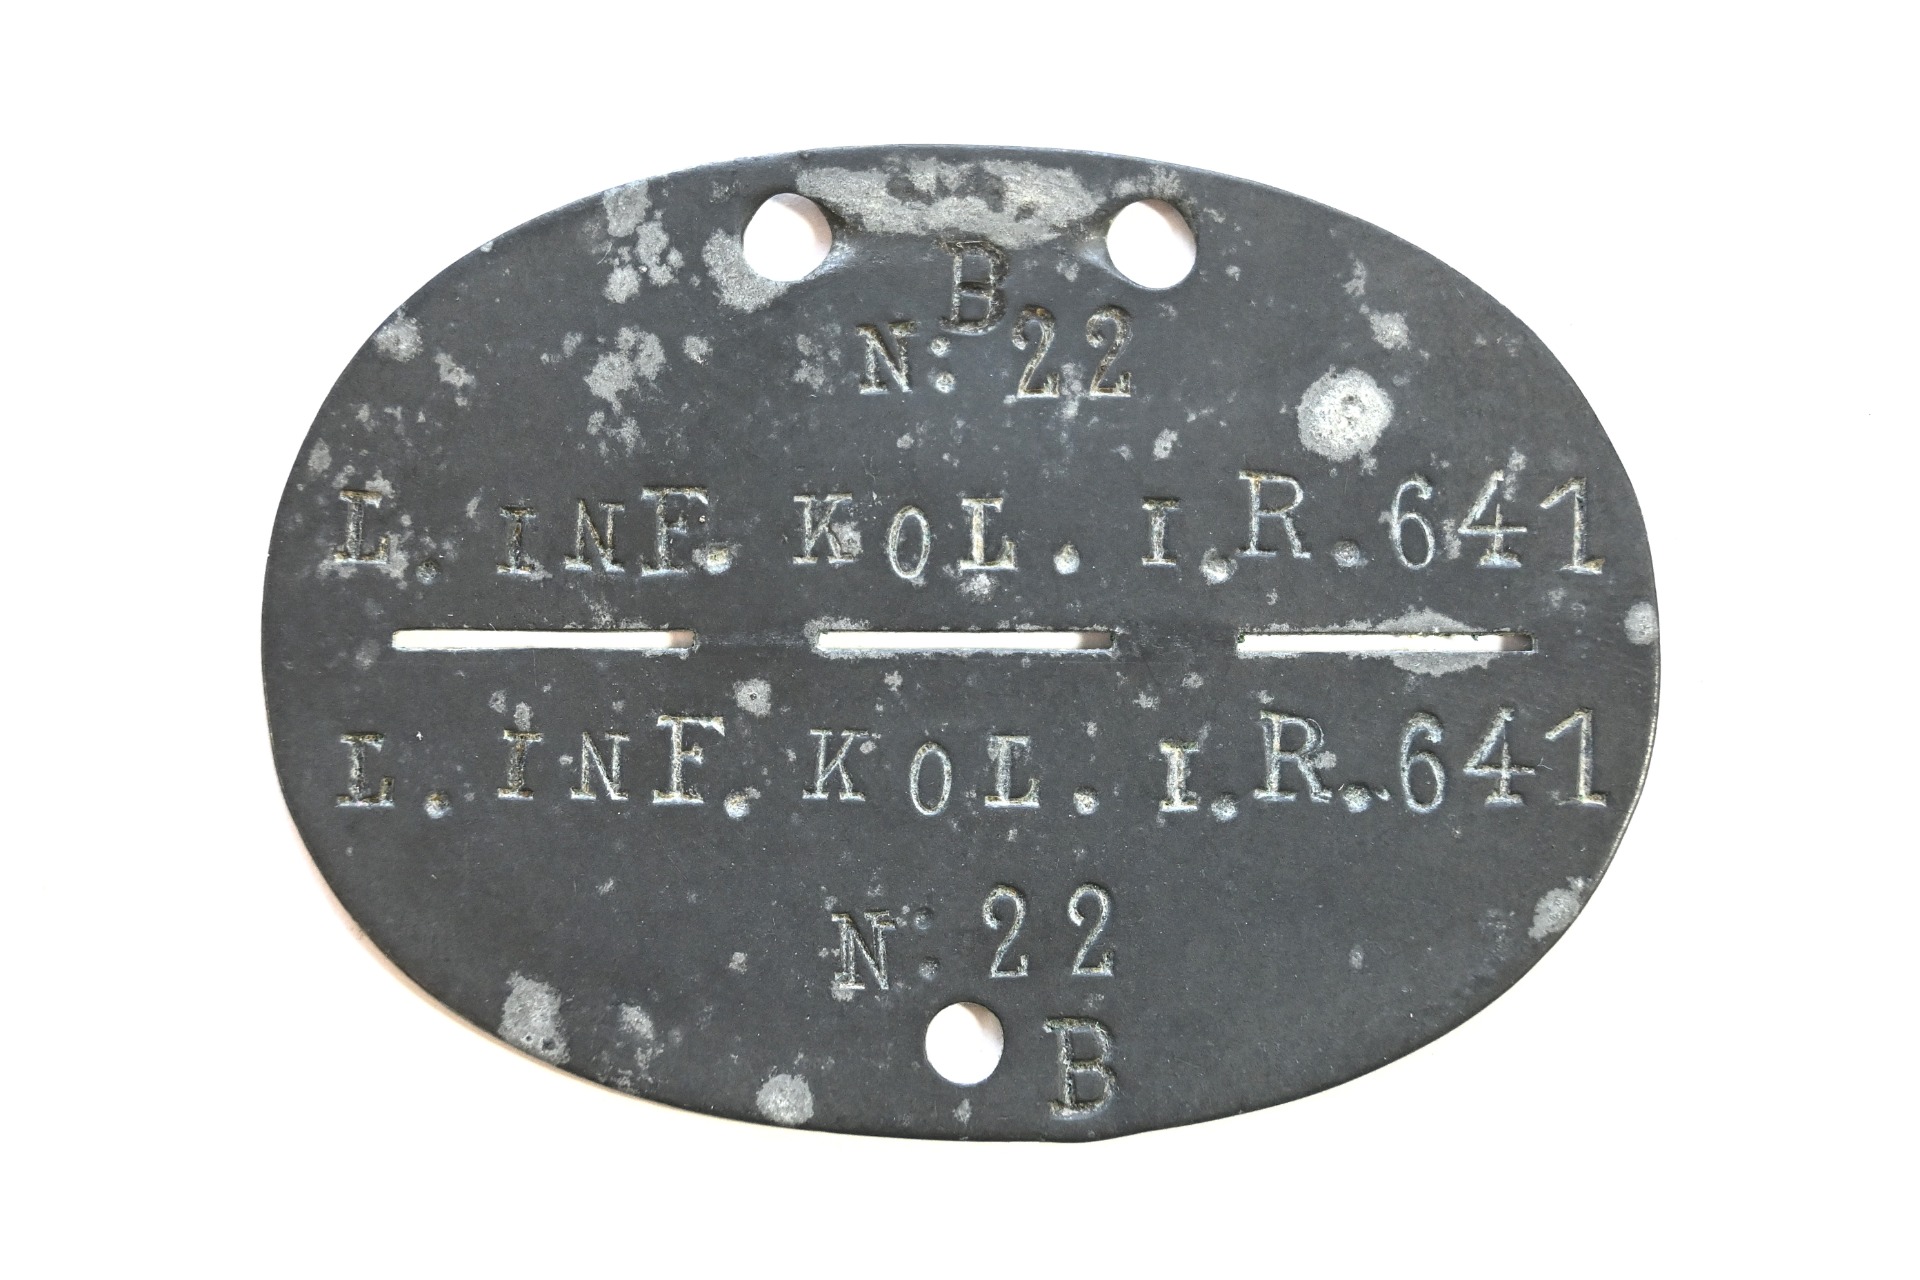 B
N: 22
L. INF. KOL. I.R. 641
L. INF. KOL. I.R. 641
N: 22
B